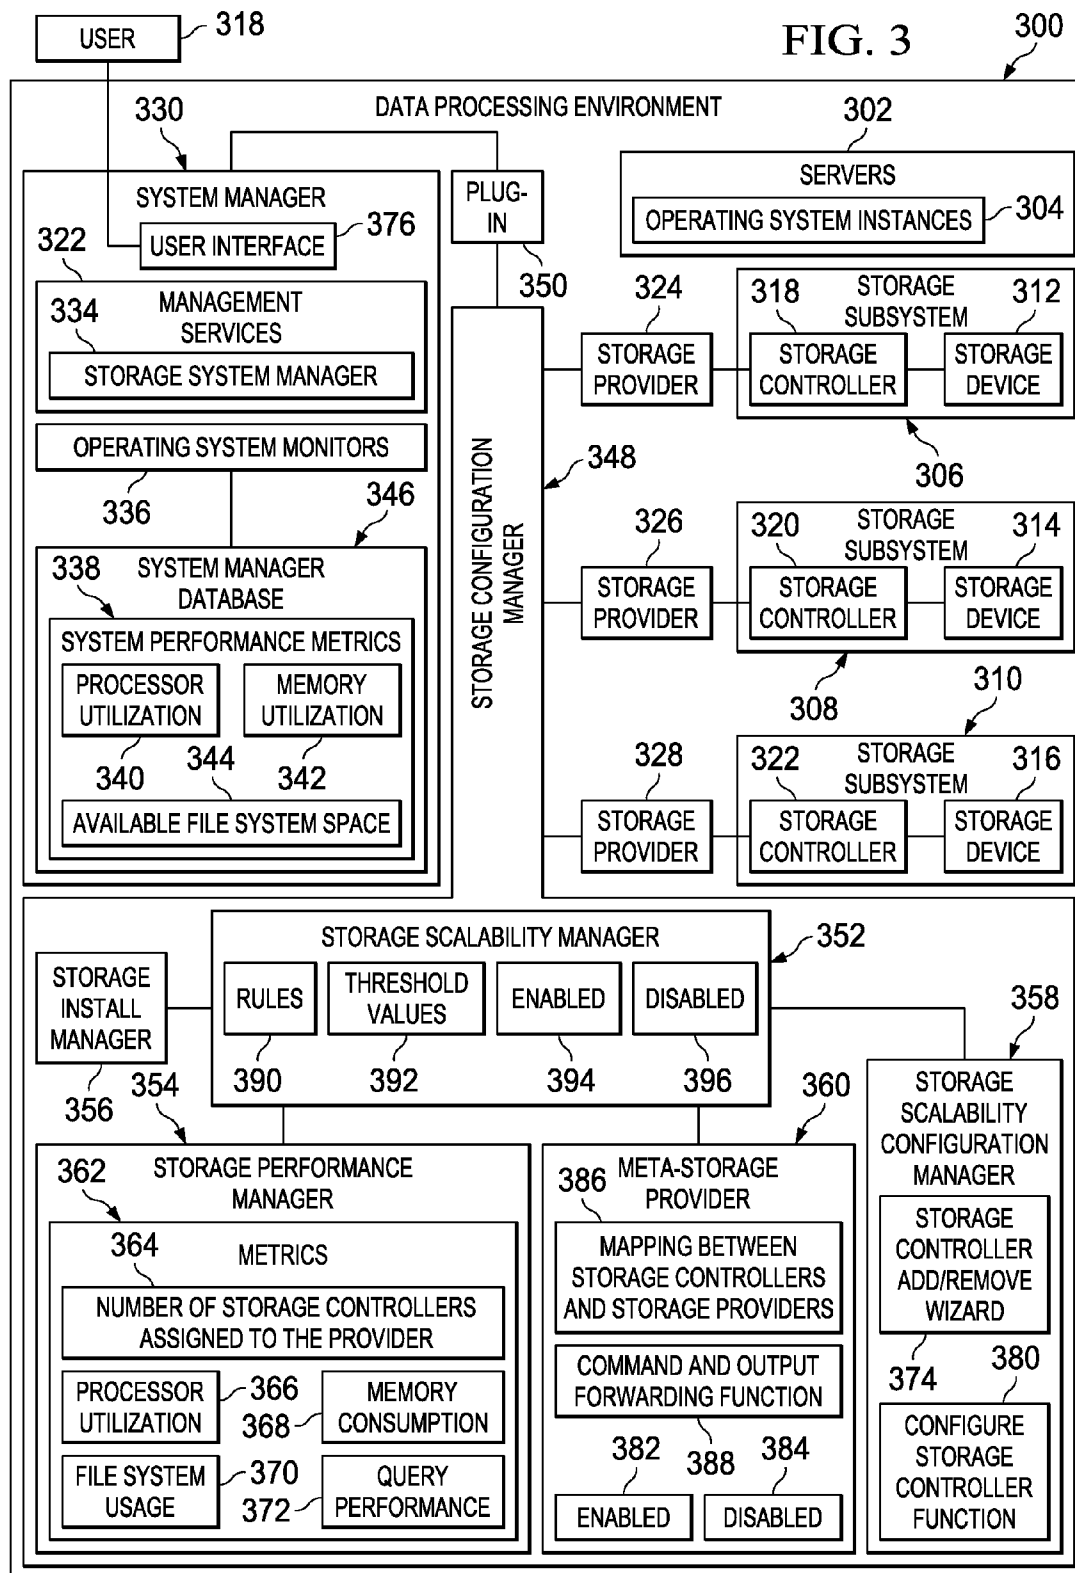 USER
318
FIG. 3
300
DATA PROCESSING ENVIRONMENT
330
302
SYSTEM MANAGER
USER INTERFACE
376
322
MANAGEMENT
SERVICES
334
STORAGE SYSTEM MANAGER
OPERATING SYSTEM MONITORS
336
346
SYSTEM MANAGER
DATABASE
338
SYSTEM PERFORMANCE METRICS
PROCESSOR
UTILIZATION
MEMORY
UTILIZATION
340
344
342
AVAILABLE FILE SYSTEM SPACE
PLUG-
IN
350
STORAGE CONFIGURATION
MANAGER
348
SERVERS
OPERATING SYSTEM INSTANCES
304
324
STORAGE
PROVIDER
STORAGE
SUBSYSTEM
318
312
STORAGE
CONTROLLER
STORAGE
DEVICE
306
326
STORAGE
PROVIDER
STORAGE
SUBSYSTEM
320
314
STORAGE
CONTROLLER
STORAGE
DEVICE
308
310
328
STORAGE
PROVIDER
STORAGE
SUBSYSTEM
322
316
STORAGE
CONTROLLER
STORAGE
DEVICE
STORAGE SCALABILITY MANAGER
352
RULES
THRESHOLD
VALUES
ENABLED
DISABLED
390
392
394
396
STORAGE
INSTALL
MANAGER
356
354
STORAGE PERFORMANCE
MANAGER
362
METRICS
364
NUMBER OF STORAGE CONTROLLERS
ASSIGNED TO THE PROVIDER
PROCESSOR
UTILIZATION
366
368
MEMORY
CONSUMPTION
FILE SYSTEM
USAGE
370
372
QUERY
PERFORMANCE
360
META-STORAGE
PROVIDER
386
MAPPING BETWEEN
STORAGE CONTROLLERS
AND STORAGE PROVIDERS
COMMAND AND OUTPUT
FORWARDING FUNCTION
382
388
384
ENABLED
DISABLED
358
STORAGE
SCALABILITY
CONFIGURATION
MANAGER
STORAGE
CONTROLLER
ADD/REMOVE
WIZARD
374
380
CONFIGURE
STORAGE
CONTROLLER
FUNCTION